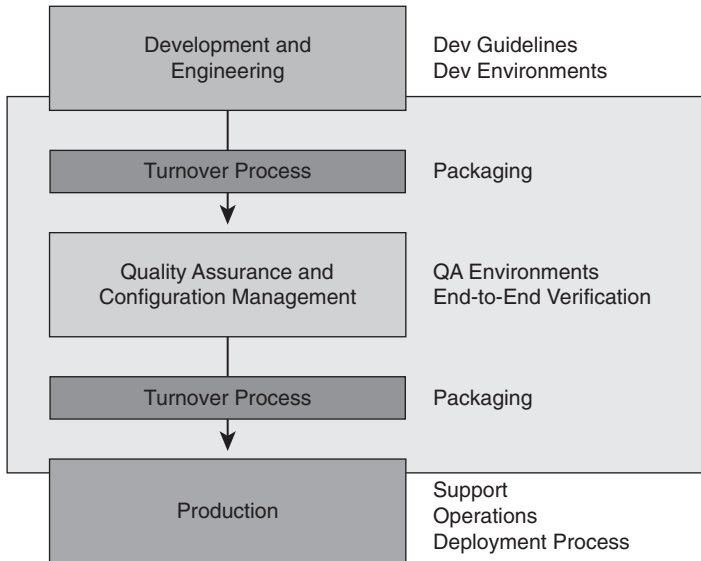 Development and
Engineering
Dev Guidelines
Dev Environments
Turnover Process
Packaging
Quality Assurance and
Configuration Management
QA Environments
End-to-End Verification
Turnover Process
Packaging
Production
Support
Operations
Deployment Process